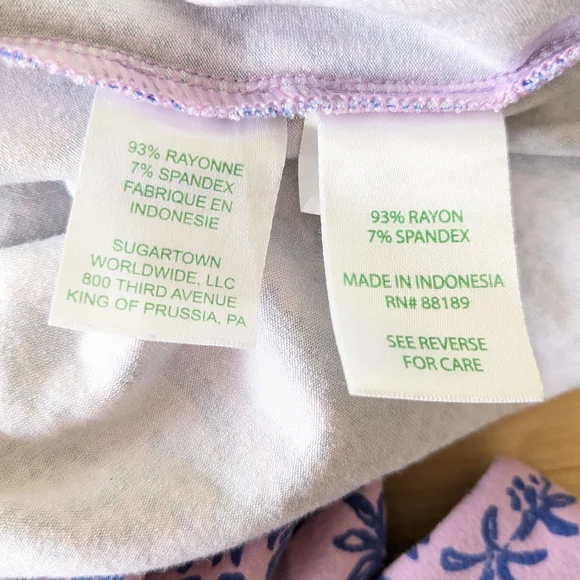 93% RAYONNE
7% SPANDEX
FABRIQUE EN
INDONESIE
SUGARTOWN
WORLDWIDE, LLC
800 THIRD AVENUE
KING OF PRUSSIA, PA
93% RAYON
7% SPANDEX
MADE IN INDONESIA
RN# 88189
SEE REVERSE
FOR CARE